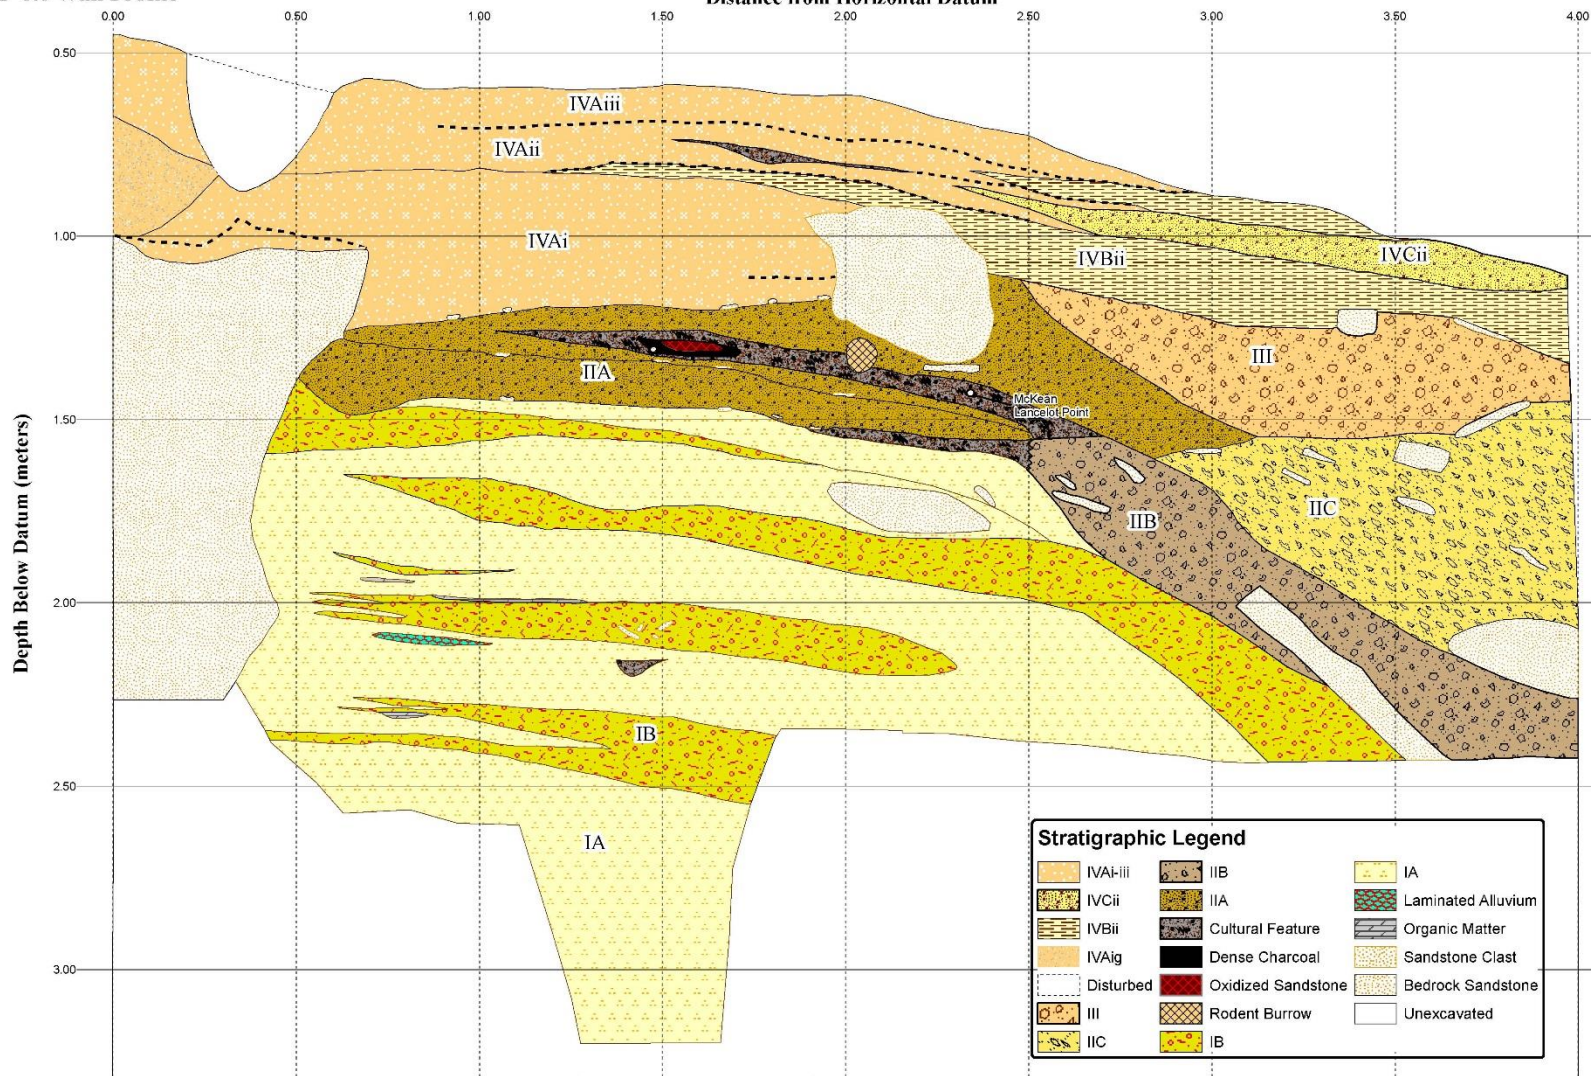 Distance from Horizontal Datum
0.00 0.50 1.00 1.50 2.00 2.50 3.00 3.50 4.00
0.50
IVAiii
IVAii
1.00
IVAi
IVBii
IVCii
III
IIA
McKean
Lancelot Point
1.50
IIB
IIC
2.00
IB
2.50
IA
3.00
Depth Below Datum (meters)
Stratigraphic Legend
IVAi-iii
IVCii
IVBii
IVAig
Disturbed
III
IIC
IIB
IIA
Cultural Feature
Dense Charcoal
Oxidized Sandstone
Rodent Burrow
IB
IA
Laminated Alluvium
Organic Matter
Sandstone Clast
Bedrock Sandstone
Unexcavated